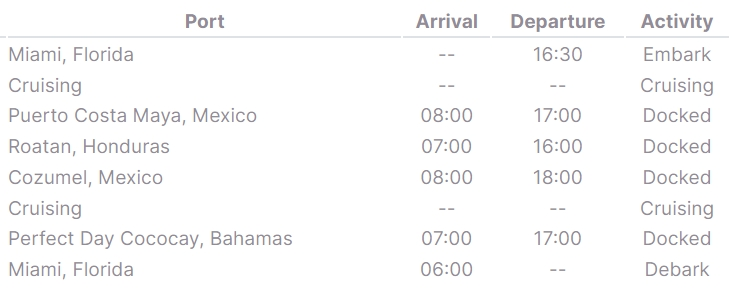 Port Arrival Departure Activity
Miami, Florida -- 16:30 Embark
Cruising -- -- Cruising
Puerto Costa Maya, Mexico 08:00 17:00 Docked
Roatan, Honduras 07:00 16:00 Docked
Cozumel, Mexico 08:00 18:00 Docked
Cruising -- -- Cruising
Perfect Day Cococay, Bahamas 07:00 17:00 Docked
Miami, Florida 06:00 -- Debark